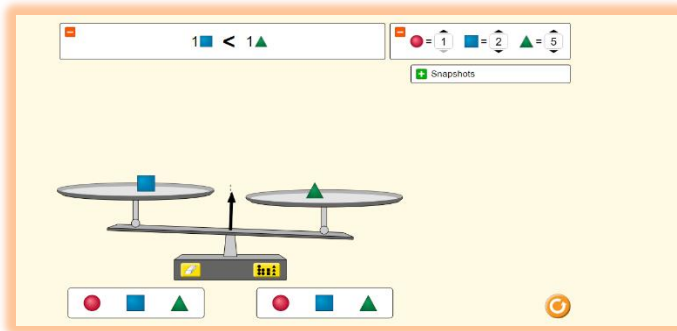 1 < 1
= 1 = 2 = 5
Snapshots